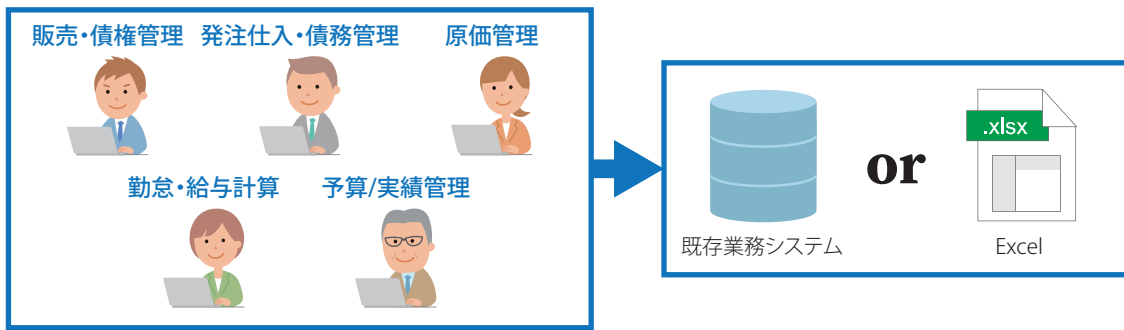 販売・債権管理
発注仕入・債務管理
原価管理
勤怠・給与計算
予算/実績管理
.xlsx
or
既存業務システム
Excel